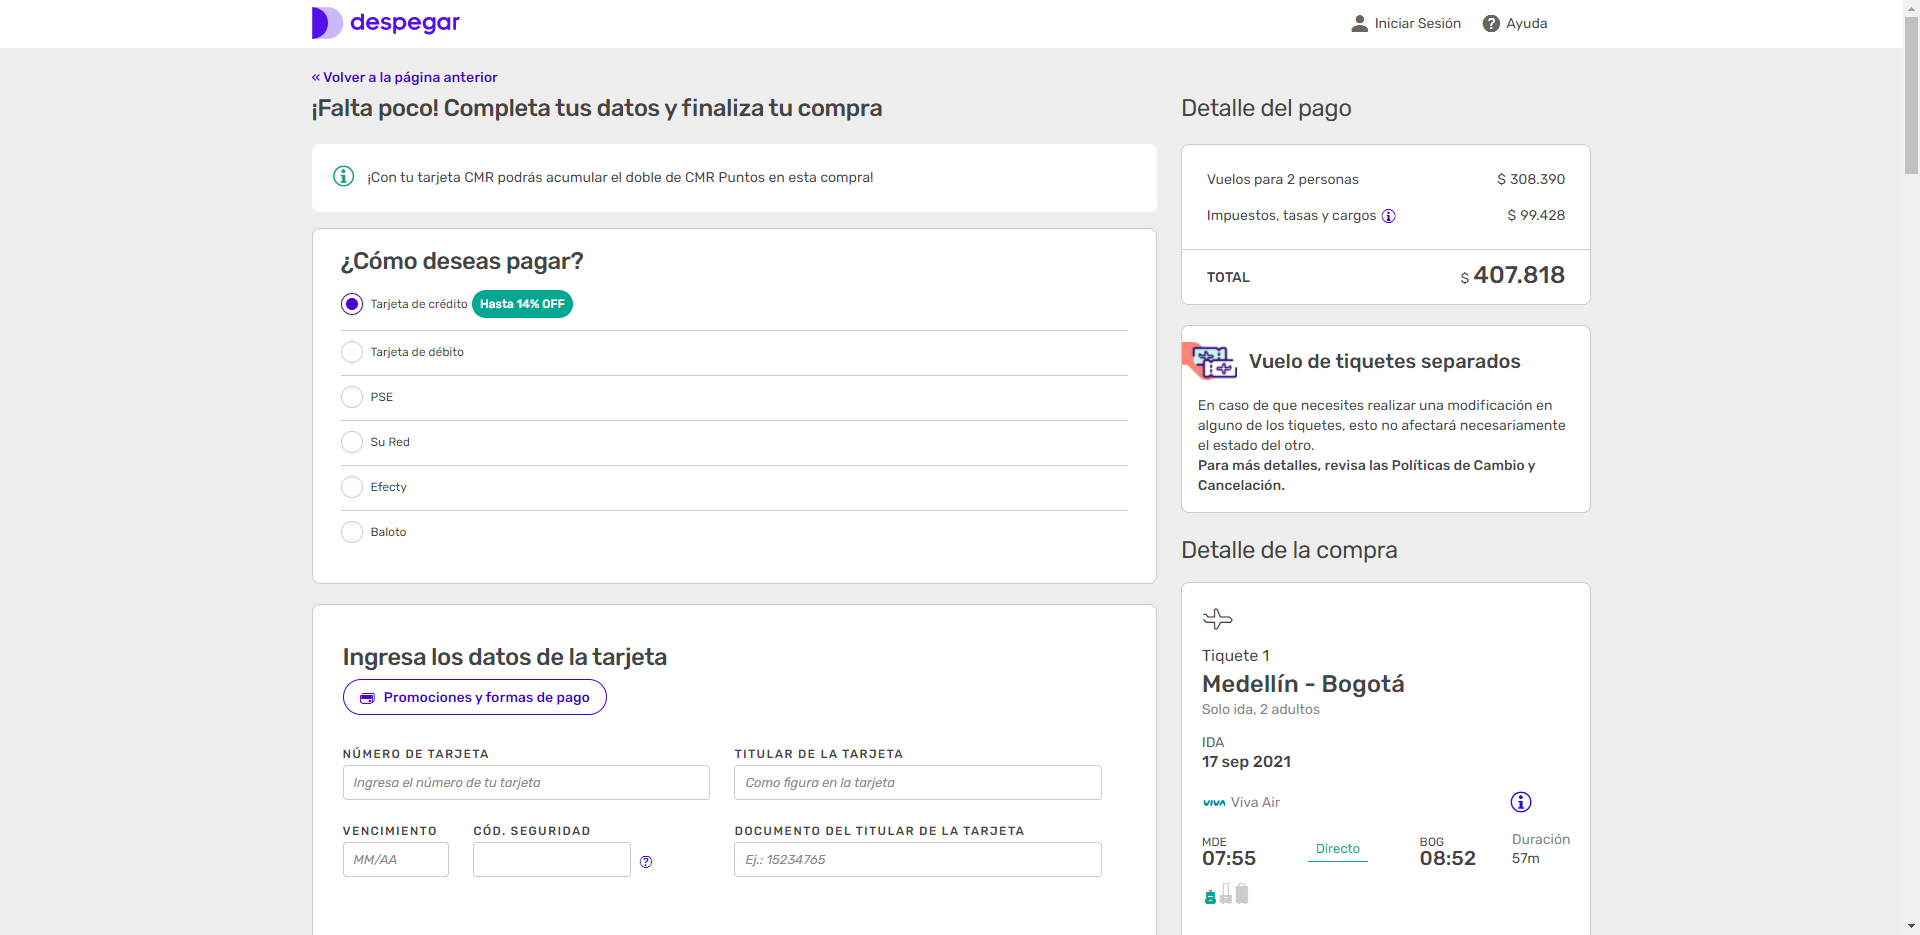 despegar
Iniciar Sesión
Ayuda
« Volver a la página anterior
¡Falta poco! Completa tus datos y finaliza tu compra
¡Con tu tarjeta CMR podrás acumular el doble de CMR Puntos en esta compra!
¿Cómo deseas pagar?
Tarjeta de crédito Hasta 14% OFF
Tarjeta de débito
PSE
Su Red
Efecty
Baloto
Ingresa los datos de la tarjeta
Promociones y formas de pago
NÚMERO DE TARJETA
Ingresa el número de tu tarjeta
TITULAR DE LA TARJETA
Como figura en la tarjeta
VENCIMIENTO
MM/AA
CÓD. SEGURIDAD
DOCUMENTO DEL TITULAR DE LA TARJETA
Ej.: 15234765
Detalle del pago
Vuelos para 2 personas $ 308.390
Impuestos, tasas y cargos $ 99.428
TOTAL $ 407.818
Vuelo de tiquetes separados
En caso de que necesites realizar una modificación en
alguno de los tiquetes, esto no afectará necesariamente
el estado del otro.
Para más detalles, revisa las Políticas de Cambio y
Cancelación.
Detalle de la compra
Tiquete 1
Medellín - Bogotá
Solo ida, 2 adultos
IDA
17 sep 2021
VIVA Viva Air
MDE
07:55
Directo
BOG
08:52
Duración
57m